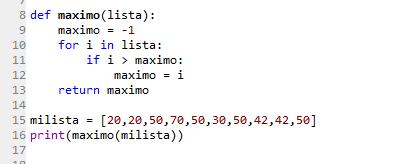 8 def maximo(lista):
9     maximo = -1
10     for i in lista:
11         if i > maximo:
12             maximo = i
13     return maximo
14
15 milista = [20,20,50,70,50,30,50,42,42,50]
16 print(maximo(milista))
17